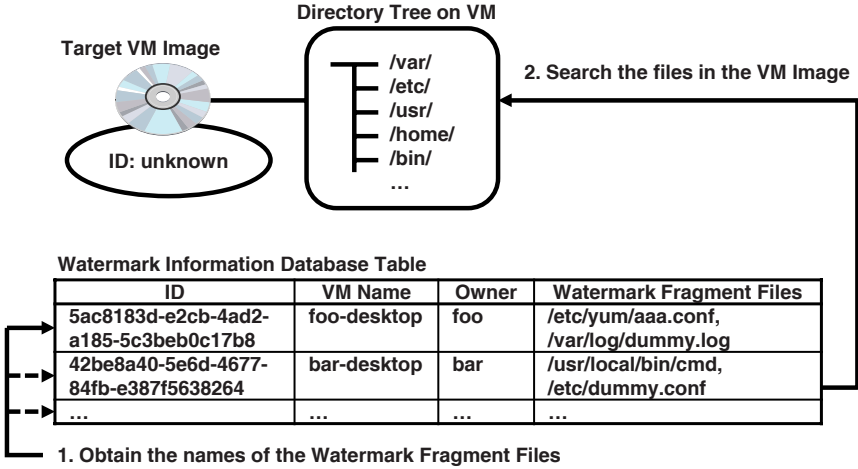 Directory Tree on VM
Target VM Image
/var/
/etc/
/usr/
/home/
/bin/
...
2. Search the files in the VM Image
ID: unknown
Watermark Information Database Table
ID VM Name Owner Watermark Fragment Files
5ac8183d-e2cb-4ad2- foo-desktop foo /etc/yum/aaa.conf,
a185-5c3beb0c17b8 /var/log/dummy.log
42be8a40-5e6d-4677- bar-desktop bar /usr/local/bin/cmd,
84fb-e387f5638264 /etc/dummy.conf
... ... ... ...
1. Obtain the names of the Watermark Fragment Files